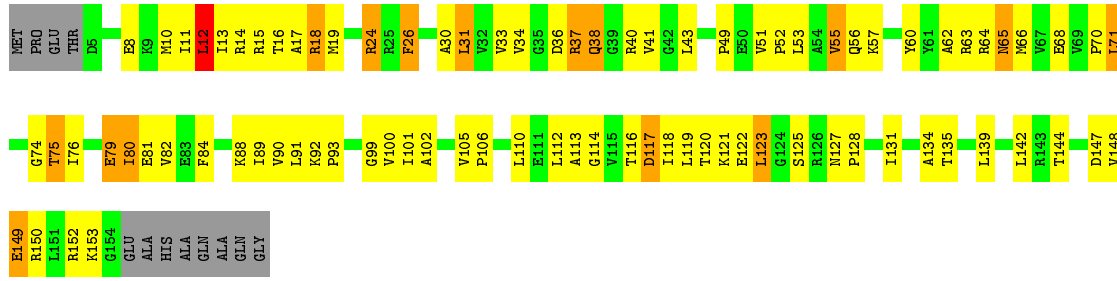 MET PRO GLU THR D5 E8 K9 M10 I11 L12 I13 R14 R15 T16 A17 R18 M19 R24 R25 F26 A30 L31 V32 V33 V34 G35 D36 R37 Q38 G39 R40 V41 G42 L43 P49 E50 V51 P52 L53 A54 V55 Q56 K57 Y60 Y61 A62 R63 R64 N65 M66 V67 E68 Y69 P70 L71
G74 T75 I76 E79 I80 E81 V82 E83 F84 K88 I89 V90 L91 K92 P93 G99 V100 I101 A102 V105 P106 L110 E111 L112 A113 G114 V115 T116 D117 I118 L119 T120 K121 E122 L123 G124 S125 R126 N127 P128 I131 A134 T135 L139 L142 R143 T144 D147 V148
E149 R150 L151 R152 K153 G154 GLU ALA HIS ALA GLN ALA ALA GLN GLY